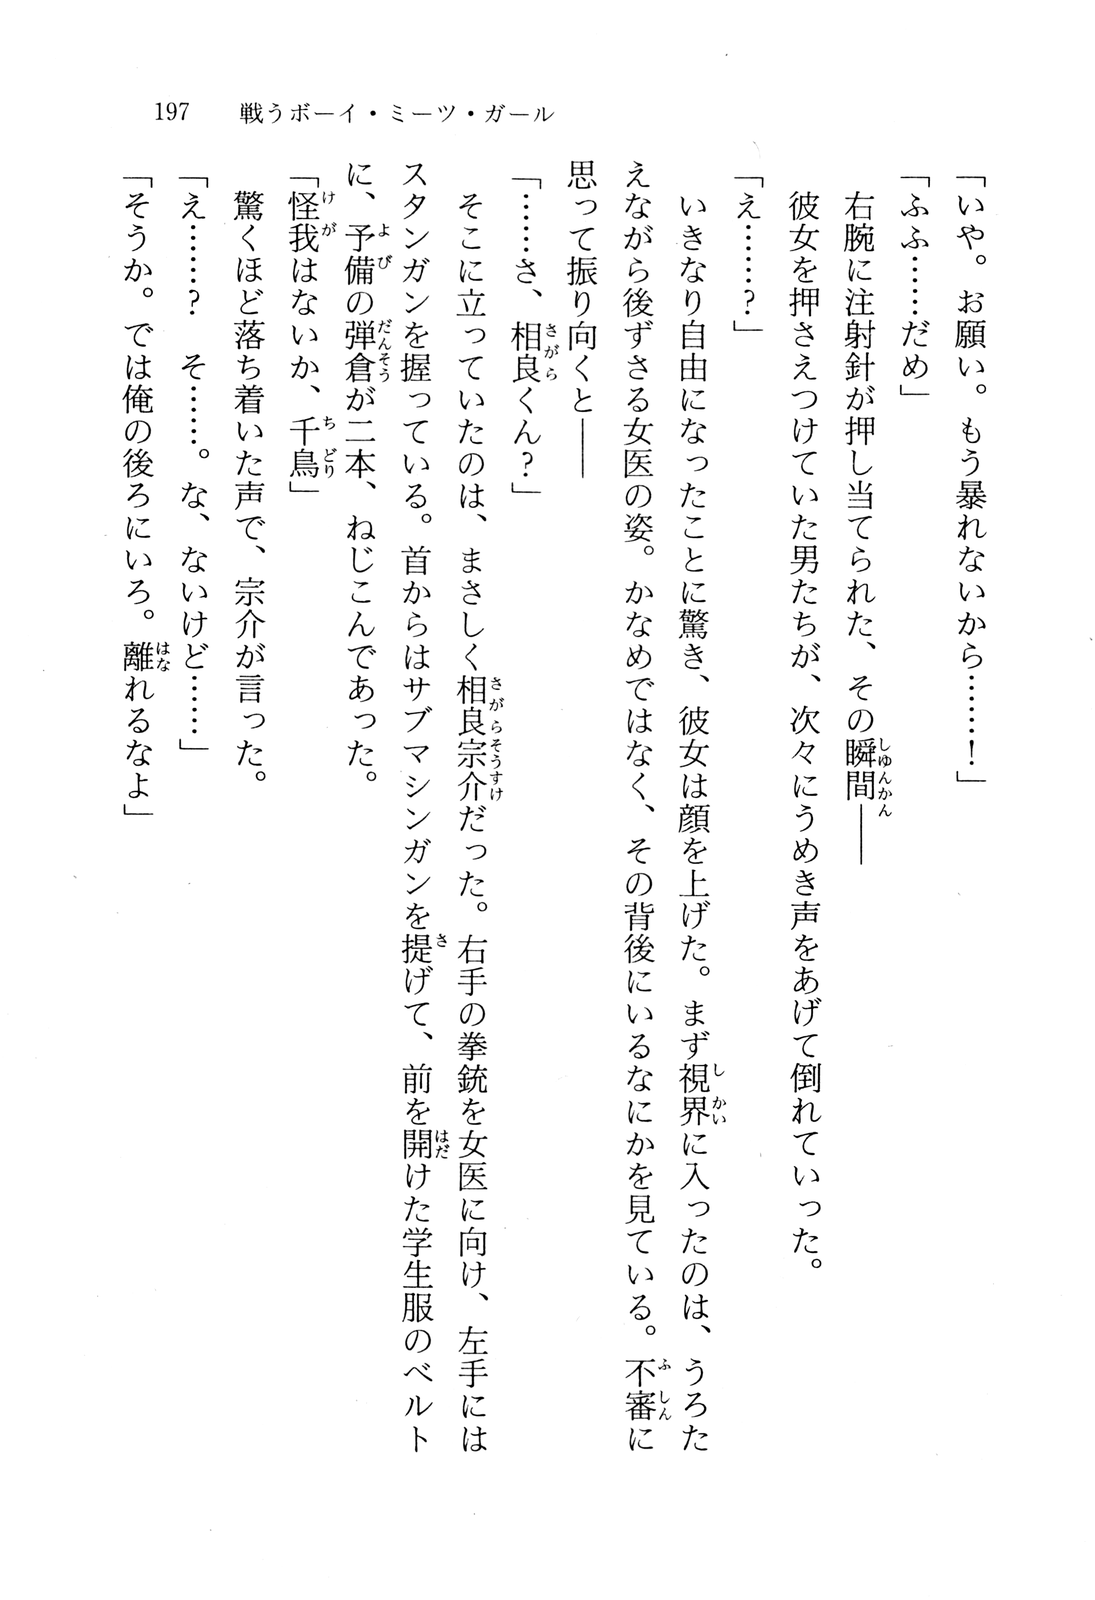 197　戦うボーイ・ミーツ・ガール
「いや。お願い。もう暴れないから……！」
「ふふ……だめ」
　右腕に注射針が押し当てられた、その瞬間――
　彼女を押さえつけていた男たちが、次々にうめき声をあげて倒れていった。
「え……？」
　いきなり自由になったことに驚き、彼女は顔を上げた。まず視界に入ったのは、うろた
えながら後ずさる女医の姿。かなめではなく、その背後にいるなにかを見ている。不審に
思って振り向くと――
「……さ、相良くん？」
　そこに立っていたのは、まさしく相良宗介だった。右手の拳銃を女医に向け、左手には
スタンガンを握っている。首からはサブマシンガンを提げて、前を開けた学生服のベルト
に、予備の弾倉が二本、ねじこんであった。
「怪我はないか、千鳥」
　驚くほど落ち着いた声で、宗介が言った。
「え……？　そ……。な、ないけど……」
「そうか。では俺の後ろにいろ。離れるなよ」